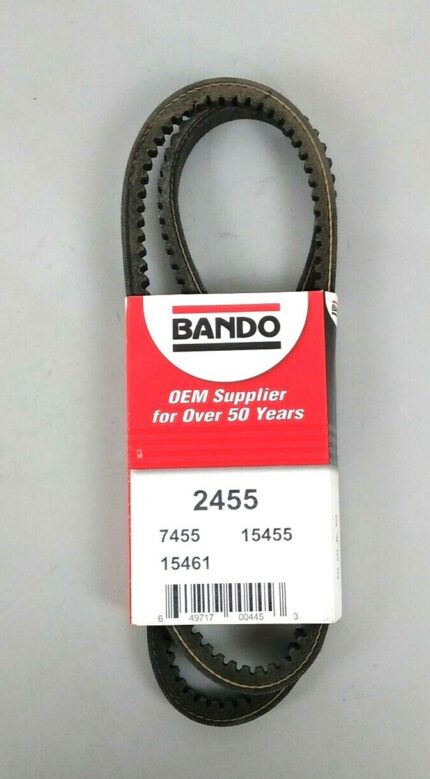 BANDO
OEM Supplier
for Over 50 Years
2455
7455 15455
15461
6 49717 00445 3